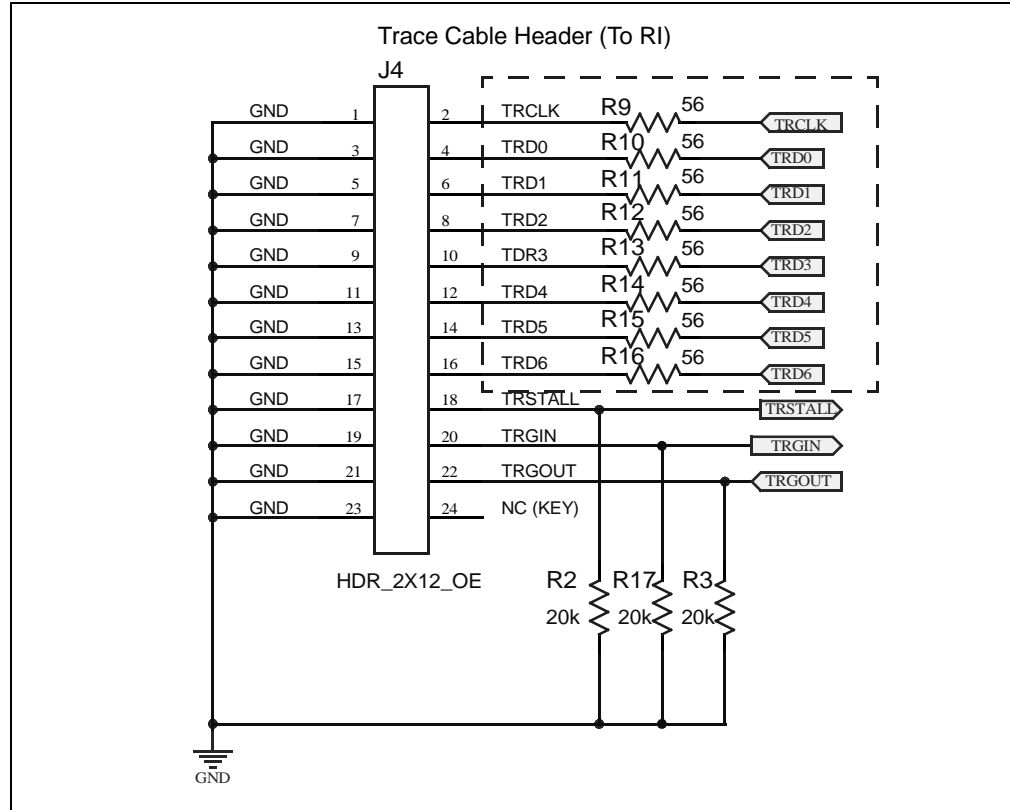 Trace Cable Header (To RI)
J4
GND 1 2 TRCLK R9 56 TRCLK
GND 3 4 TRD0 R10 56 TRD0
GND 5 6 TRD1 R11 56 TRD1
GND 7 8 TRD2 R12 56 TRD2
GND 9 10 TDR3 R13 56 TRD3
GND 11 12 TRD4 R14 56 TRD4
GND 13 14 TRD5 R15 56 TRD5
GND 15 16 TRD6 R16 56 TRD6
GND 17 18 TRSTALL TRSTALL
GND 19 20 TRGIN TRGIN
GND 21 22 TRGOUT TRGOUT
GND 23 24 NC (KEY)
HDR_2X12_OE R2 R17 R3
20k 20k 20k
GND